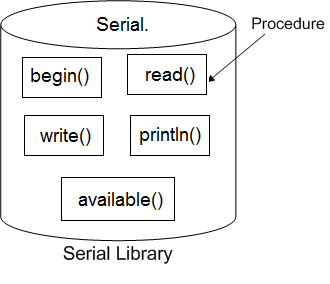 Procedure
Serial.
begin()
read()
write()
println()
available()
Serial Library